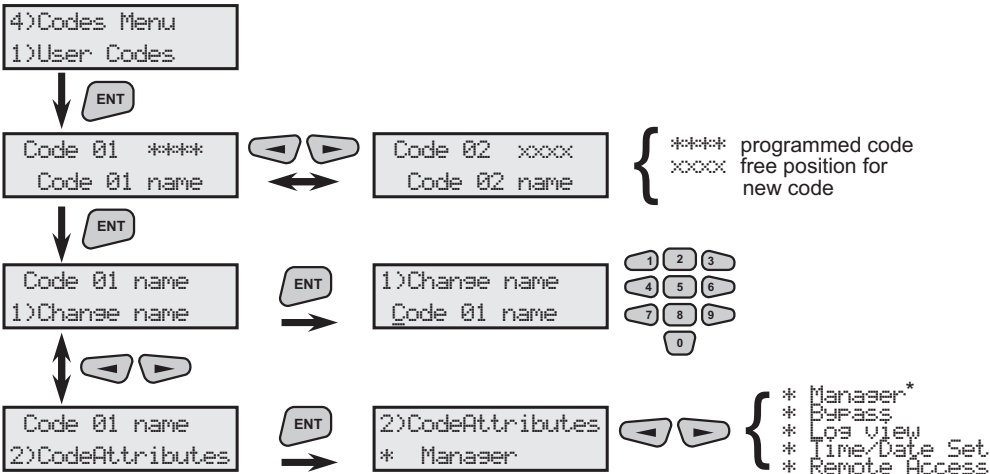 4)Codes Menu
1)User Codes
ENT
Code 01 ****
Code 01 name
Code 02 xxxx
Code 02 name
**** programmed code
xxxx free position for
new code
ENT
Code 01 name
1)Change name
ENT
1)Change name
Code 01 name
1 2 3
4 5 6
7 8 9
0
Code 01 name
2)CodeAttributes
ENT
2)CodeAttributes
* Manager
* Manager*
* Bypass
* Log view
* Time/Date Set
* Remote Access